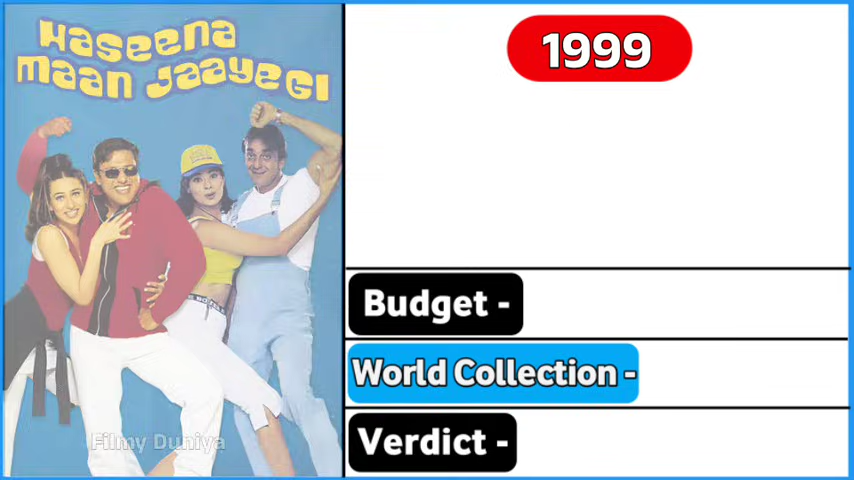 Haseena
maan Jaayegi
1999
Budget -
World Collection -
Verdict -
Filmy Duniya